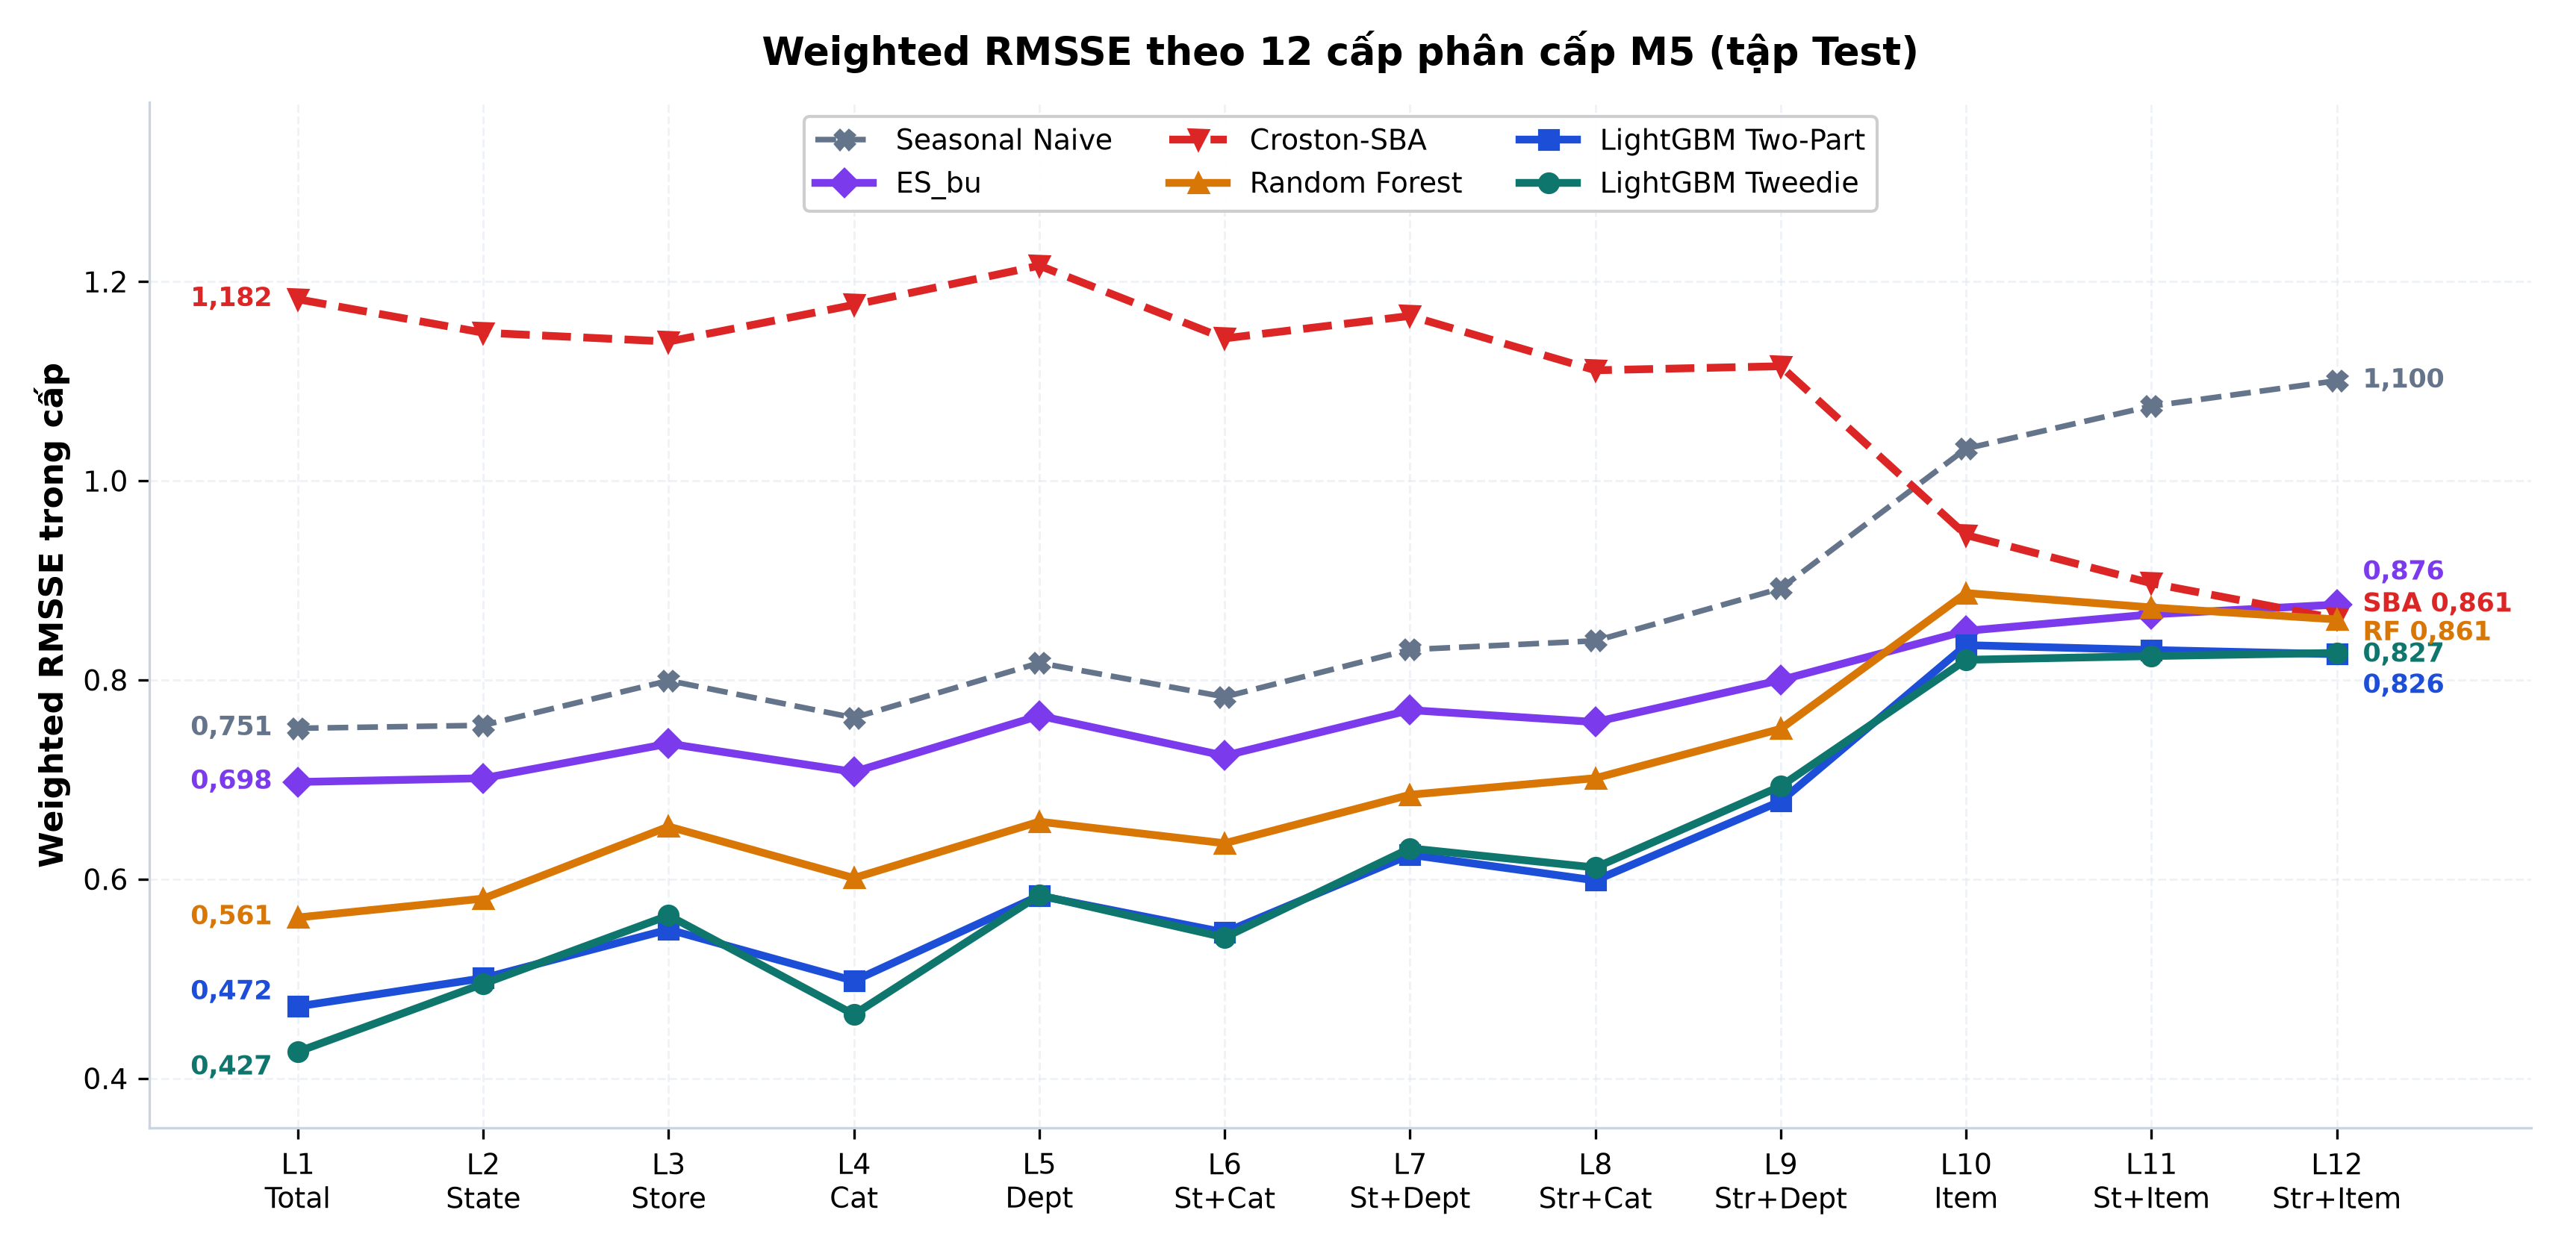 Weighted RMSSE theo 12 cấp phân cấp M5 (tập Test)
Seasonal Naive
ES_bu
Croston-SBA
Random Forest
LightGBM Two-Part
LightGBM Tweedie
Weighted RMSSE trong cấp
1.2
1.0
0.8
0.6
0.4
1,182
0,751
0,698
0,561
0,472
0,427
1,100
0,876
SBA 0,861
RF 0,861
0,827
0,826
L1
Total
L2
State
L3
Store
L4
Cat
L5
Dept
L6
St+Cat
L7
St+Dept
L8
Str+Cat
L9
Str+Dept
L10
Item
L11
St+Item
L12
Str+Item